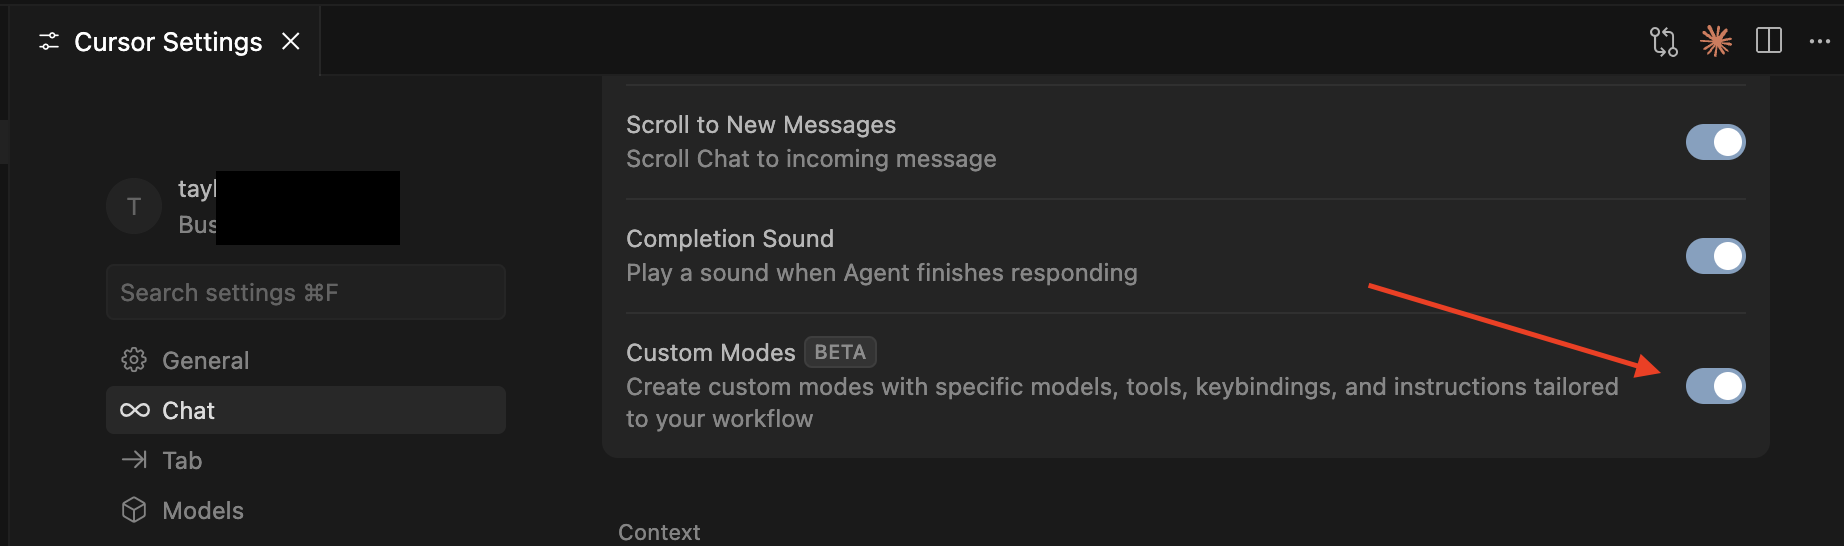 Cursor Settings
T
Search settings ⌘F
General
Chat
Tab
Models
Scroll to New Messages
Scroll Chat to incoming message
Completion Sound
Play a sound when Agent finishes responding
Custom Modes BETA
Create custom modes with specific models, tools, keybindings, and instructions tailored
to your workflow
Context